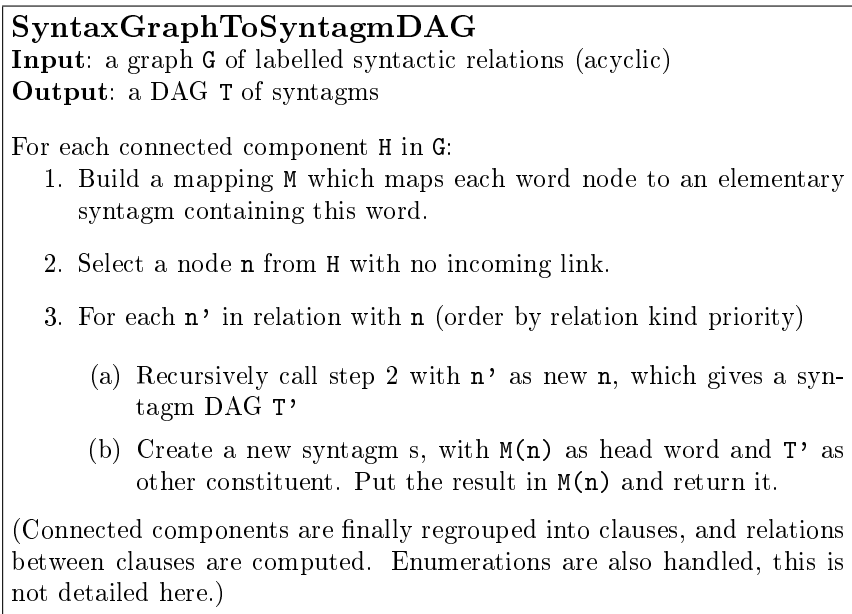 SyntaxGraphToSyntagmDAG
Input: a graph G of labelled syntactic relations (acyclic)
Output: a DAG T of syntagms
For each connected component H in G:
1. Build a mapping M which maps each word node to an elementary
syntagm containing this word.
2. Select a node n from H with no incoming link.
3. For each n' in relation with n (order by relation kind priority)
(a) Recursively call step 2 with n' as new n, which gives a syn-
tagm DAG T'
(b) Create a new syntagm s, with M(n) as head word and T' as
other constituent. Put the result in M(n) and return it.
(Connected components are finally regrouped into clauses, and relations
between clauses are computed. Enumerations are also handled, this is
not detailed here.)